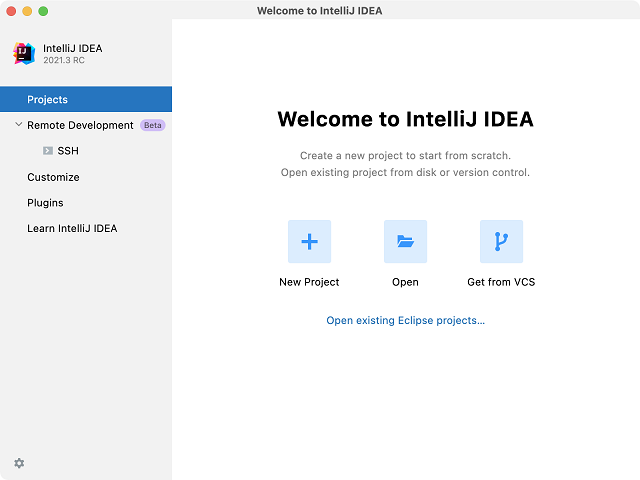 Welcome to IntelliJ IDEA
IntelliJ IDEA
2021.3 RC
Projects
Remote Development Beta
SSH
Customize
Plugins
Learn IntelliJ IDEA
Welcome to IntelliJ IDEA
Create a new project to start from scratch.
Open existing project from disk or version control.
New Project
Open
Get from VCS
Open existing Eclipse projects...